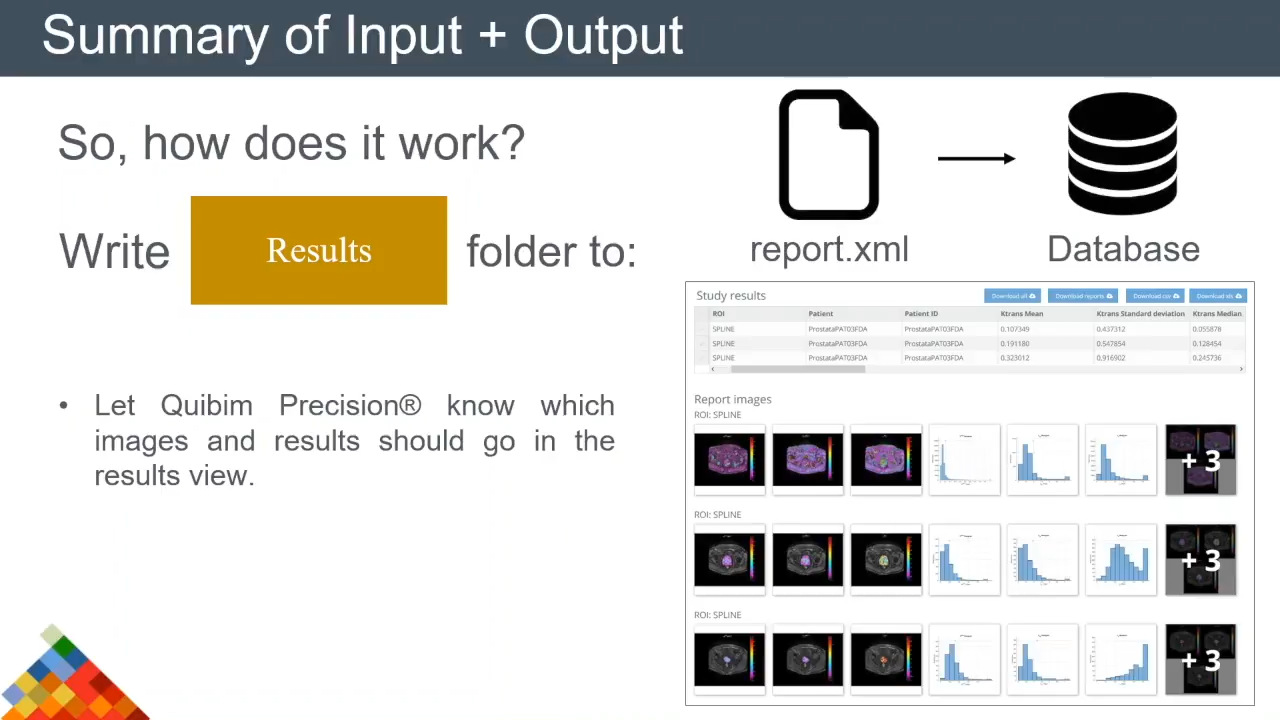 Summary of Input + Output
So, how does it work?
Write
Results
folder to:
• Let Quibim Precision® know which
images and results should go in the
results view.
report.xml
Database
Study results
Download all
Download reports
Download csv
Download xls
ROI Patient Patient ID Ktrans Mean Ktrans Standard deviation Ktrans Median
SPLINE ProstataPAT03FDA ProstataPAT03FDA 0.107349 0.437312 0.055878
SPLINE ProstataPAT03FDA ProstataPAT03FDA 0.191180 0.547854 0.128454
SPLINE ProstataPAT03FDA ProstataPAT03FDA 0.323012 0.916902 0.245736
Report images
ROI: SPLINE
+ 3
ROI: SPLINE
+ 3
ROI: SPLINE
+ 3